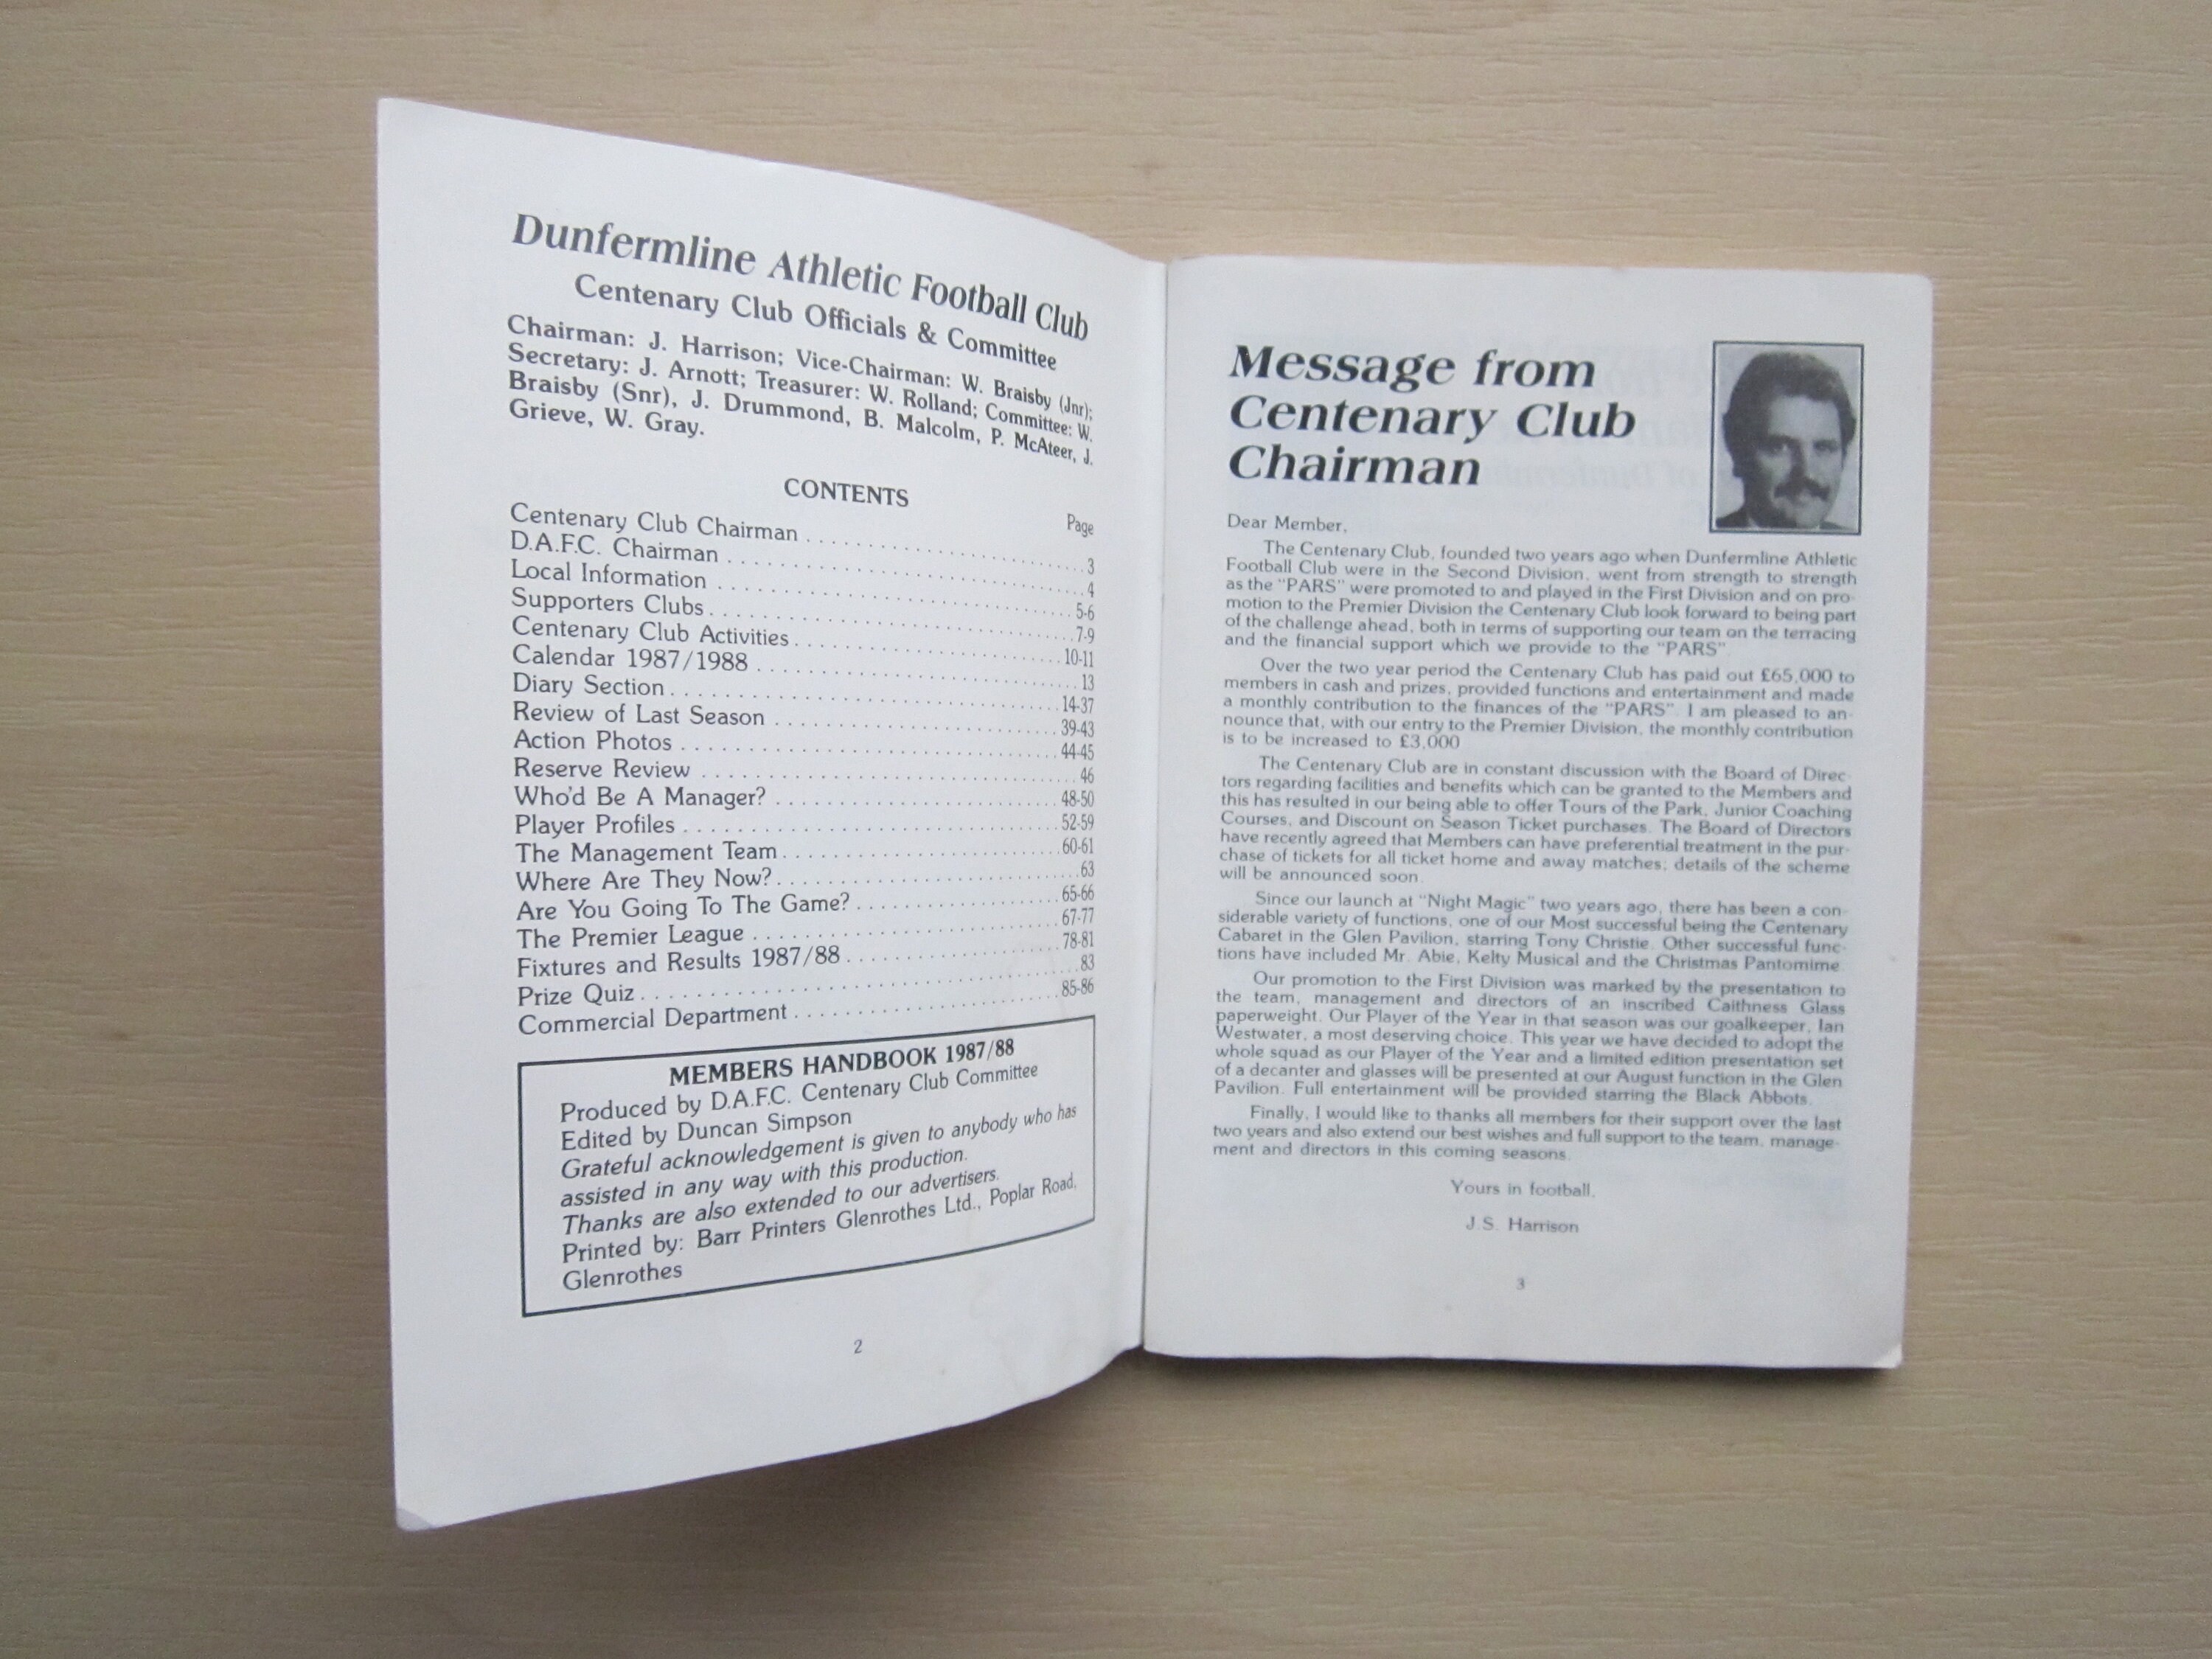 Dunfermline Athletic Football Club
Centenary Club Officials & Committee
Chairman: J. Harrison; Vice-Chairman: W. Braisby (Jnr);
Secretary: J. Arnott; Treasurer: W. Rolland; Committee: W.
Braisby (Snr), J. Drummond, B. Malcolm, P. McAteer, J.
Grieve, W. Gray.
CONTENTS
Page
Centenary Club Chairman . . . . . . . . . . . . . . . . . . . . 3
D.A.F.C. Chairman . . . . . . . . . . . . . . . . . . . . 4
Local Information . . . . . . . . . . . . . . . . . . . . 5-6
Supporters Clubs . . . . . . . . . . . . . . . . . . . . 7-9
Centenary Club Activities . . . . . . . . . . . . . . . . . . . . 10-11
Calendar 1987/1988 . . . . . . . . . . . . . . . . . . . . 13
Diary Section . . . . . . . . . . . . . . . . . . . . 14-37
Review of Last Season . . . . . . . . . . . . . . . . . . . . 39-43
Action Photos . . . . . . . . . . . . . . . . . . . . 44-45
Reserve Review . . . . . . . . . . . . . . . . . . . . 46
Who'd Be A Manager? . . . . . . . . . . . . . . . . . . . . 48-50
Player Profiles . . . . . . . . . . . . . . . . . . . . 52-59
The Management Team . . . . . . . . . . . . . . . . . . . . 60-61
Where Are They Now? . . . . . . . . . . . . . . . . . . . . 63
Are You Going To The Game? . . . . . . . . . . . . . . . . . . . . 65-66
The Premier League . . . . . . . . . . . . . . . . . . . . 67-77
Fixtures and Results 1987/88 . . . . . . . . . . . . . . . . . . . . 78-81
Prize Quiz . . . . . . . . . . . . . . . . . . . . 83
Commercial Department . . . . . . . . . . . . . . . . . . . . 85-86
MEMBERS HANDBOOK 1987/88
Produced by D.A.F.C. Centenary Club Committee
Edited by Duncan Simpson
Grateful acknowledgement is given to anybody who has
assisted in any way with this production.
Thanks are also extended to our advertisers.
Printed by: Barr Printers Glenrothes Ltd., Poplar Road,
Glenrothes
2
Message from
Centenary Club
Chairman
Dear Member,
The Centenary Club, founded two years ago when Dunfermline Athletic
Football Club were in the Second Division, went from strength to strength
as the "PARS" were promoted to and played in the First Division and on pro-
motion to the Premier Division the Centenary Club look forward to being part
of the challenge ahead, both in terms of supporting our team on the terracing
and the financial support which we provide to the "PARS"
Over the two year period the Centenary Club has paid out £65,000 to
members in cash and prizes, provided functions and entertainment and made
a monthly contribution to the finances of the "PARS". I am pleased to an-
nounce that, with our entry to the Premier Division, the monthly contribution
is to be increased to £3,000
The Centenary Club are in constant discussion with the Board of Direc-
tors regarding facilities and benefits which can be granted to the Members and
this has resulted in our being able to offer Tours of the Park, Junior Coaching
Courses, and Discount on Season Ticket purchases. The Board of Directors
have recently agreed that Members can have preferential treatment in the pur-
chase of tickets for all ticket home and away matches; details of the scheme
will be announced soon.
Since our launch at "Night Magic" two years ago, there has been a con-
siderable variety of functions, one of our Most successful being the Centenary
Cabaret in the Glen Pavilion, starring Tony Christie. Other successful func-
tions have included Mr. Abie, Kelty Musical and the Christmas Pantomime.
Our promotion to the First Division was marked by the presentation to
the team, management and directors of an inscribed Caithness Glass
paperweight. Our Player of the Year in that season was our goalkeeper, Ian
Westwater, a most deserving choice. This year we have decided to adopt the
whole squad as our Player of the Year and a limited edition presentation set
of a decanter and glasses will be presented at our August function in the Glen
Pavilion. Full entertainment will be provided starring the Black Abbots.
Finally, I would like to thanks all members for their support over the last
two years and also extend our best wishes and full support to the team, manage-
ment and directors in this coming seasons.
Yours in football,
J.S. Harrison
3